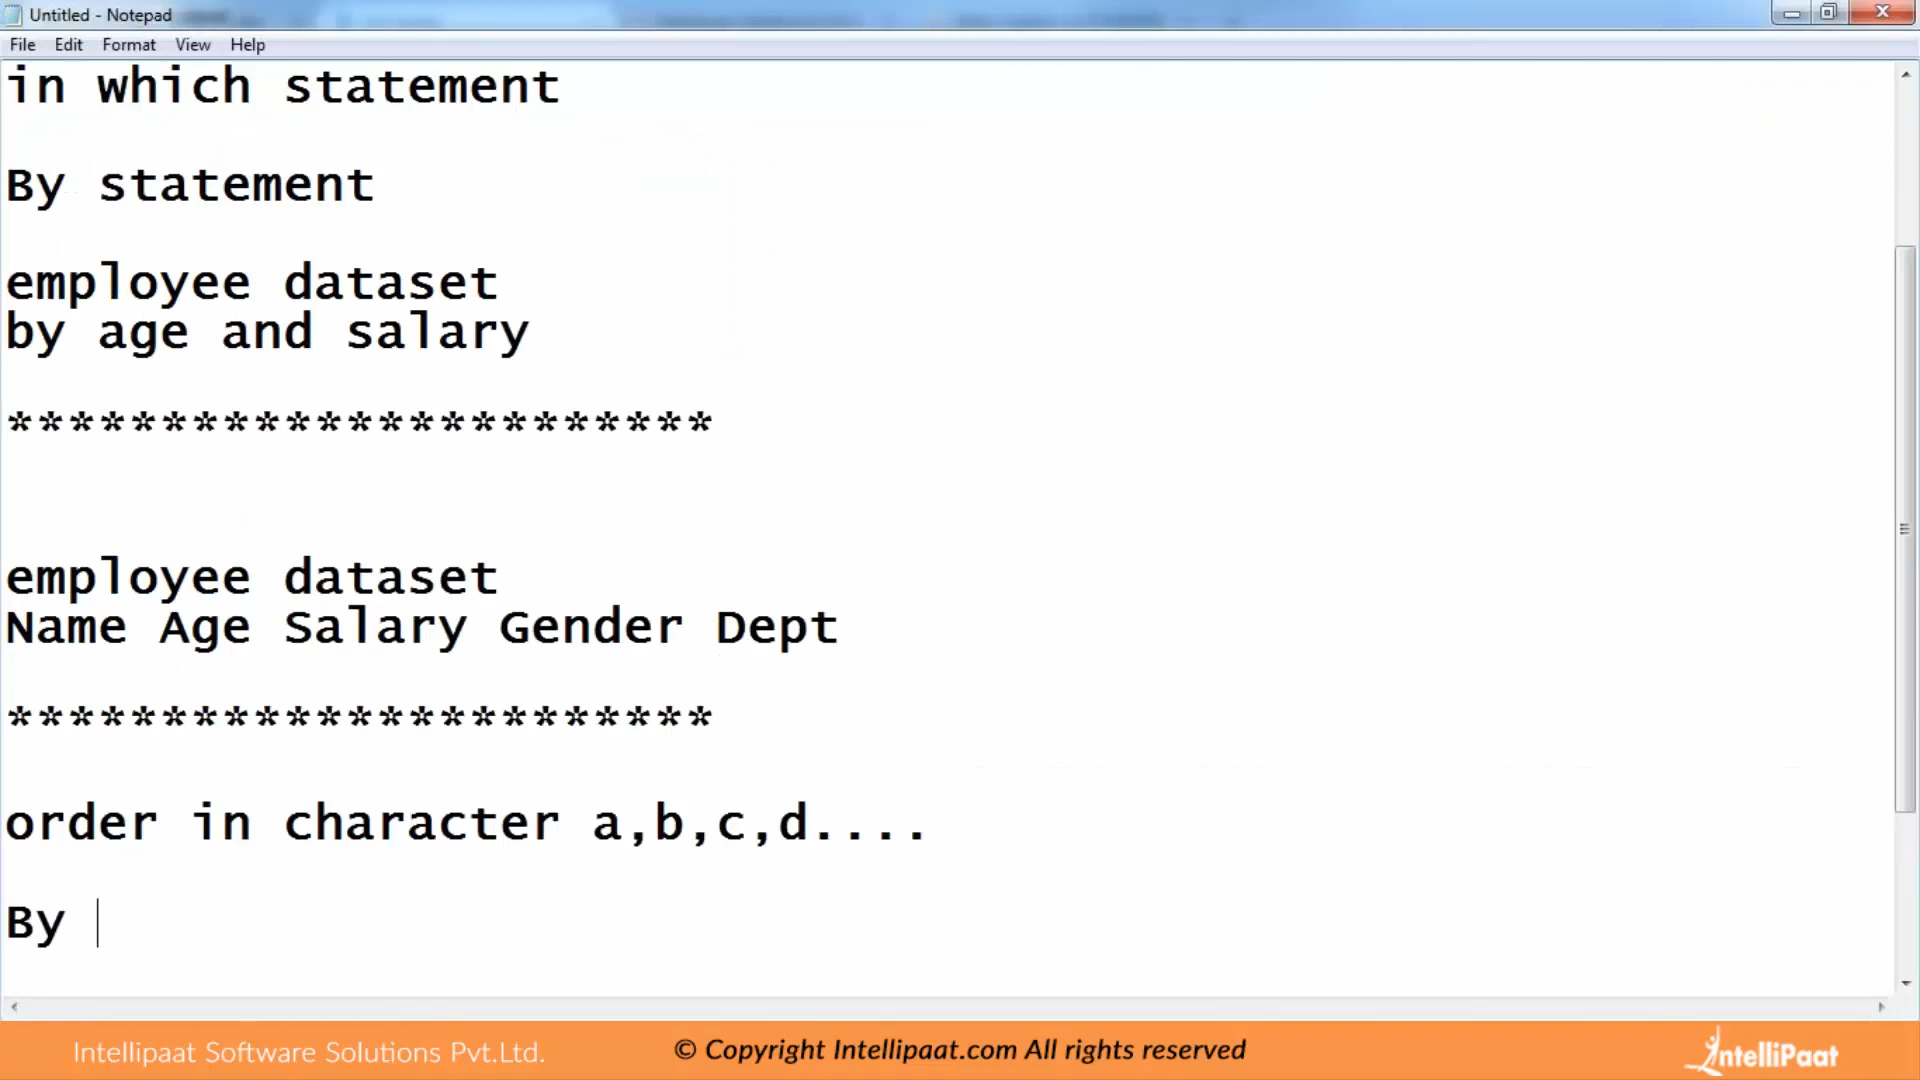 Untitled - Notepad
File Edit Format View Help
in which statement
By statement
employee dataset
by age and salary
***********************
employee dataset
Name Age Salary Gender Dept
***********************
order in character a,b,c,d....
By
Intellipaat Software Solutions Pvt.Ltd.
© Copyright Intellipaat.com All rights reserved
IntelliPaat